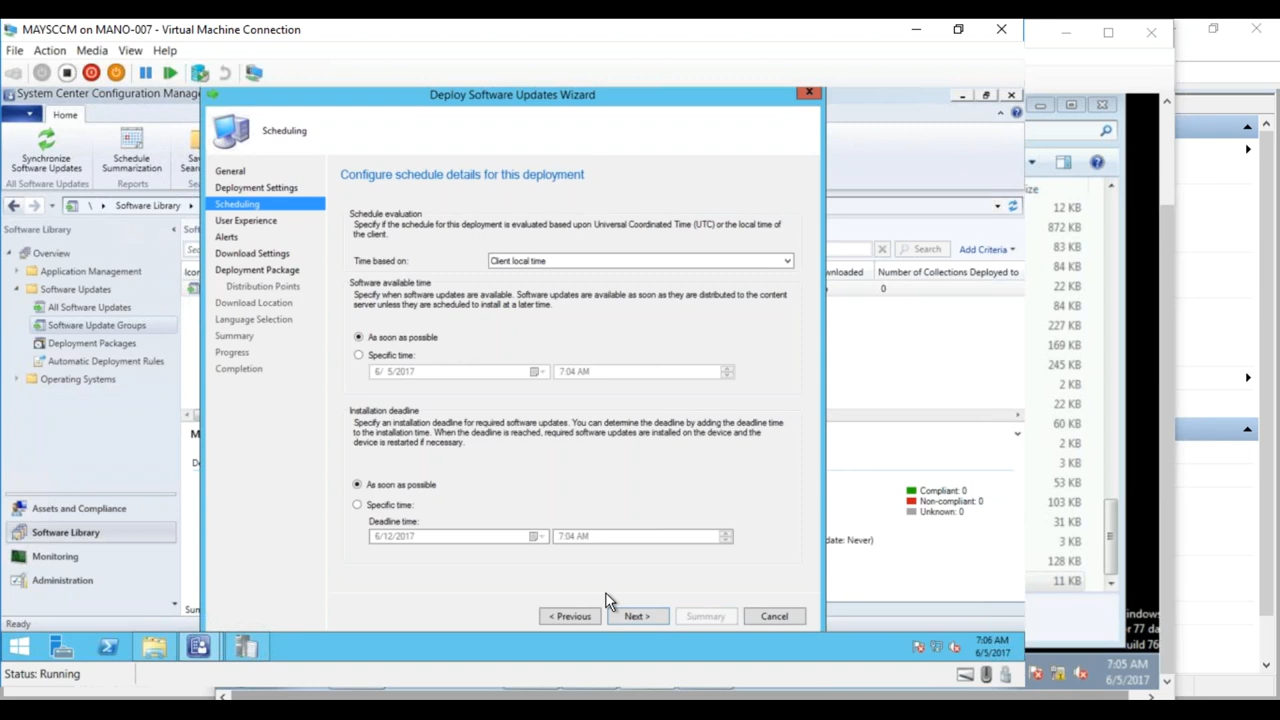 MAYSCCM on MANO-007 - Virtual Machine Connection
File Action Media View Help
System Center Configuration Manag
Deploy Software Updates Wizard
Home
Synchronize Software Updates
Schedule Summarization
Sa
Sear
All Software Updates
Reports
Se
\ Software Library
Software Library
Soft
Overview
Application Management
Software Updates
All Software Updates
Software Update Groups
Deployment Packages
Automatic Deployment Rules
Operating Systems
Assets and Compliance
Software Library
Monitoring
Administration
Ready
Sea
Icon
M
D
Sum
Scheduling
General
Deployment Settings
Scheduling
User Experience
Alerts
Download Settings
Deployment Package
Distribution Points
Download Location
Language Selection
Summary
Progress
Completion
Configure schedule details for this deployment
Schedule evaluation
Specify if the schedule for this deployment is evaluated based upon Universal Coordinated Time (UTC) or the local time of
the client.
Time based on: Client local time
Software available time
Specify when software updates are available. Software updates are available as soon as they are distributed to the content
server unless they are scheduled to install at a later time.
As soon as possible
Specific time:
6/ 5/2017 7:04 AM
Installation deadline
Specify an installation deadline for required software updates. You can determine the deadline by adding the deadline time
to the installation time. When the deadline is reached, required software updates are installed on the device and the
device is restarted if necessary.
As soon as possible
Specific time:
Deadline time:
6/12/2017 7:04 AM
< Previous Next > Summary Cancel
Search Add Criteria
wnloaded Number of Collections Deployed to
0
Compliant: 0
Non-compliant: 0
Unknown: 0
date: Never)
7:06 AM
6/5/2017
Status: Running
ize
12 KB
872 KB
83 KB
84 KB
22 KB
84 KB
227 KB
169 KB
245 KB
2 KB
22 KB
60 KB
2 KB
3 KB
53 KB
103 KB
31 KB
3 KB
128 KB
11 KB
indows
r 77 da
uild 76
7:05 AM
6/5/2017